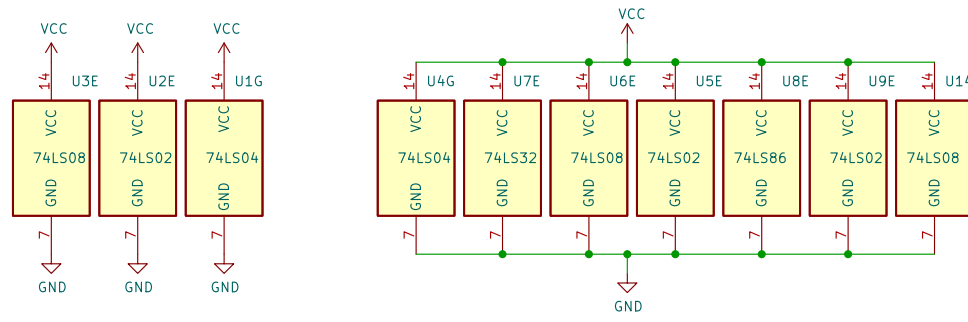 VCC VCC VCC VCC
14 U3E 14 U2E 14 U1G 14 U4G 14 U7E 14 U6E 14 U5E 14 U8E 14 U9E 14 U14
VCC VCC VCC VCC VCC VCC VCC VCC VCC VCC
74LS08 74LS02 74LS04 74LS04 74LS32 74LS08 74LS02 74LS86 74LS02 74LS08
GND GND GND GND GND GND GND GND GND GND
7 7 7 7 7 7 7 7 7 7
GND GND GND GND